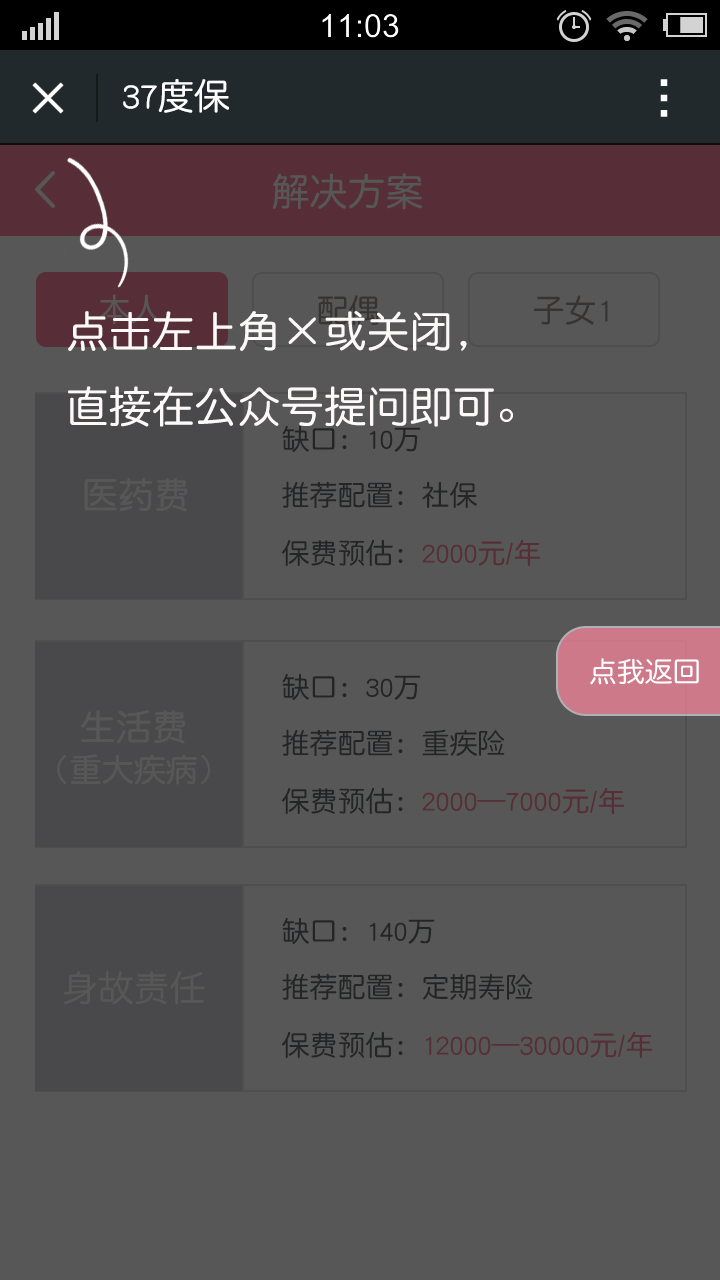 11:03
37度保
解决方案
本人
配偶
子女1
点击左上角×或关闭，
直接在公众号提问即可。
医药费
缺口：10万
推荐配置：社保
保费预估：2000元/年
点我返回
生活费
（重大疾病）
缺口：30万
推荐配置：重疾险
保费预估：2000—7000元/年
身故责任
缺口：140万
推荐配置：定期寿险
保费预估：12000—30000元/年